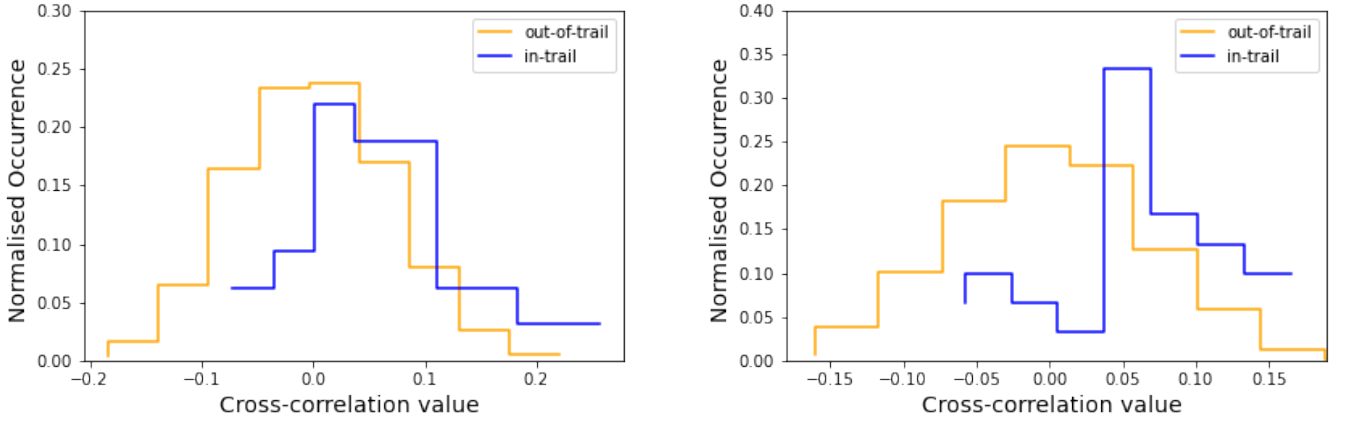 0.30
0.25
0.20
0.15
0.10
0.05
0.00
Normalised Occurrence
out-of-trail
in-trail
−0.2 −0.1 0.0 0.1 0.2
Cross-correlation value
0.40
0.35
0.30
0.25
0.20
0.15
0.10
0.05
0.00
Normalised Occurrence
out-of-trail
in-trail
−0.15 −0.10 −0.05 0.00 0.05 0.10 0.15
Cross-correlation value